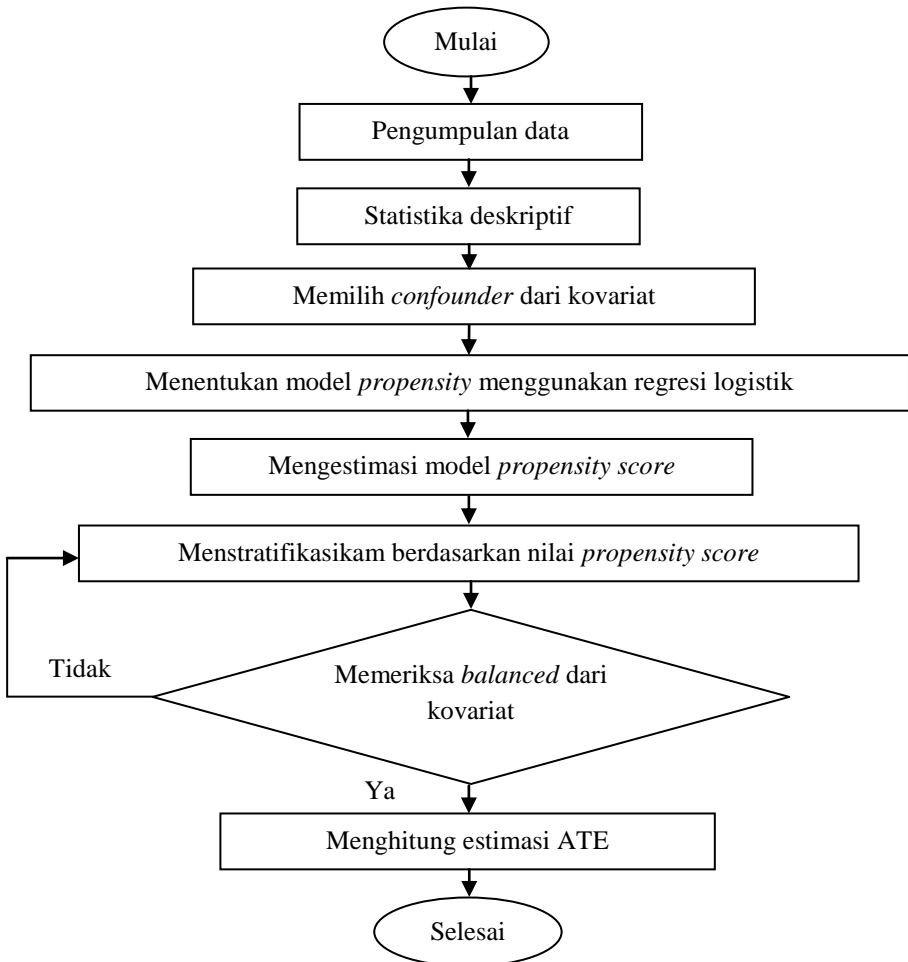 Mulai
Pengumpulan data
Statistika deskriptif
Memilih confounder dari kovariat
Menentukan model propensity menggunakan regresi logistik
Mengestimasi model propensity score
Menstratifikasikam berdasarkan nilai propensity score
Tidak
Memeriksa balanced dari
kovariat
Ya
Menghitung estimasi ATE
Selesai